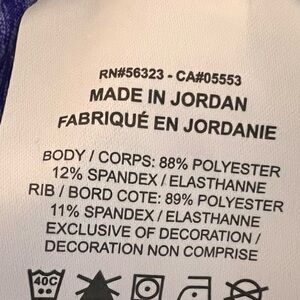 RN#56323 - CA#05553
MADE IN JORDAN
FABRIQUÉ EN JORDANIE
BODY / CORPS: 88% POLYESTER
12% SPANDEX / ELASTHANNE
RIB / BORD COTE: 89% POLYESTER
11% SPANDEX / ELASTHANNE
EXCLUSIVE OF DECORATION /
DECORATION NON COMPRISE
40C